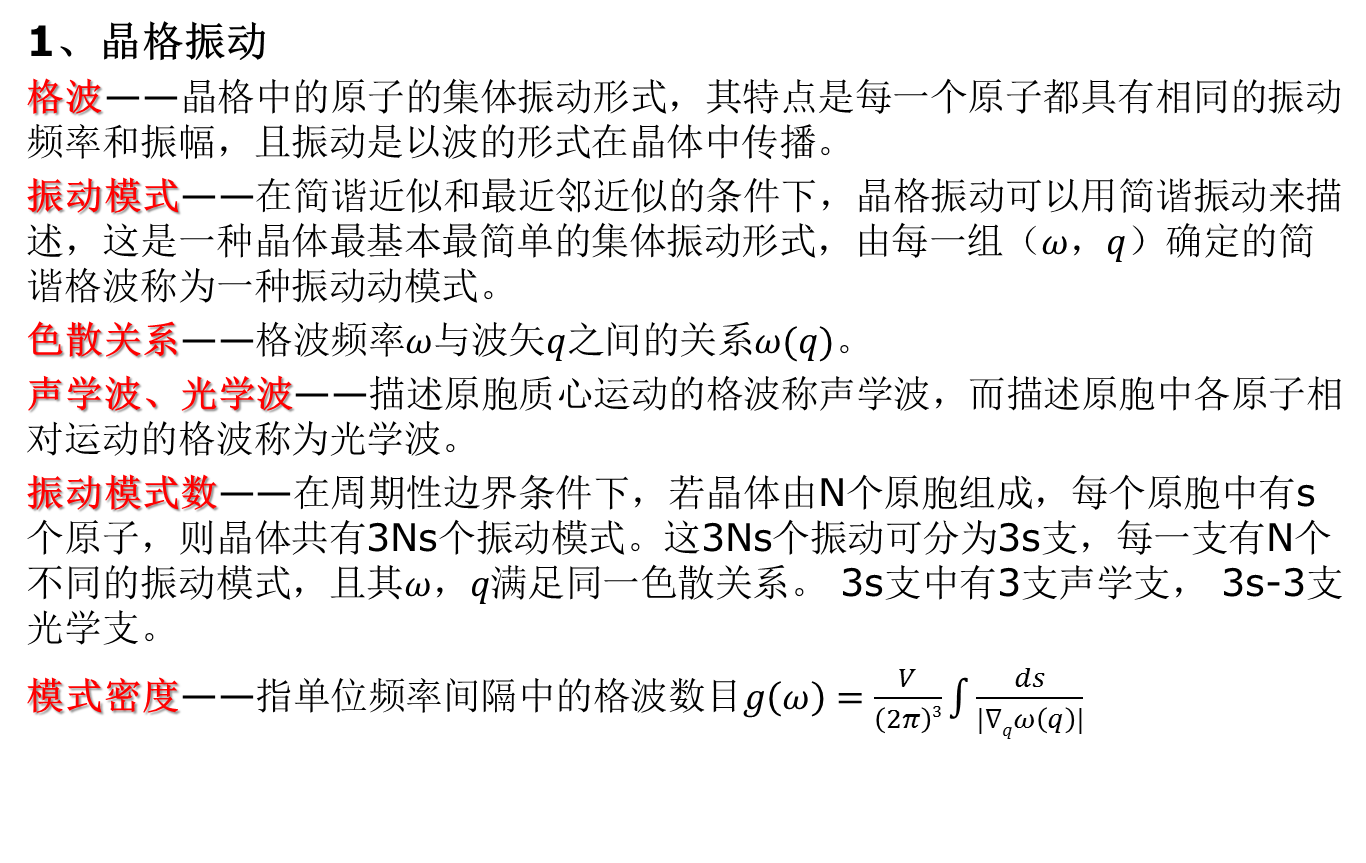 1、晶格振动
格波——晶格中的原子的集体振动形式，其特点是每一个原子都具有相同的振动
频率和振幅，且振动是以波的形式在晶体中传播。
振动模式——在简谐近似和最近邻近似的条件下，晶格振动可以用简谐振动来描
述，这是一种晶体最基本最简单的集体振动形式，由每一组（ω，q）确定的简
谐格波称为一种振动动模式。
色散关系——格波频率ω与波矢q之间的关系ω(q)。
声学波、光学波——描述原胞质心运动的格波称声学波，而描述原胞中各原子相
对运动的格波称为光学波。
振动模式数——在周期性边界条件下，若晶体由N个原胞组成，每个原胞中有s
个原子，则晶体共有3Ns个振动模式。这3Ns个振动可分为3s支，每一支有N个
不同的振动模式，且其ω，q满足同一色散关系。 3s支中有3支声学支， 3s-3支
光学支。
模式密度——指单位频率间隔中的格波数目g(ω) = V/(2π)³ ∫ ds/|∇_q ω(q)|